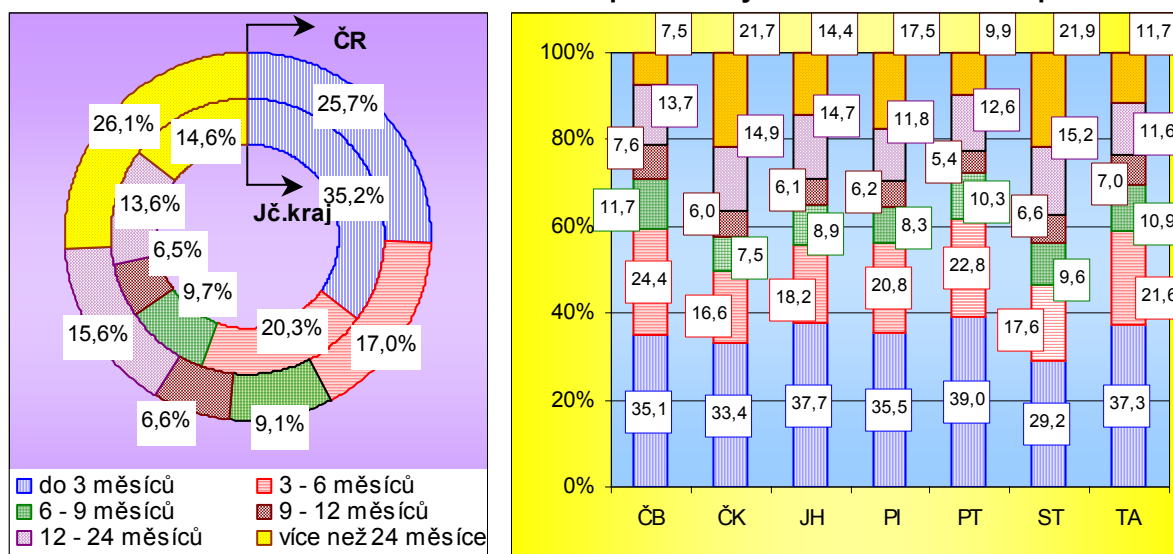 ČR
25,7%
26,1%
14,6%
35,2%
Jč.kraj
13,6%
6,5%
9,7%
20,3%
17,0%
15,6%
6,6%
9,1%
do 3 měsíců
3 - 6 měsíců
6 - 9 měsíců
9 - 12 měsíců
12 - 24 měsíců
více než 24 měsíce
7,5 21,7 14,4 17,5 9,9 21,9 11,7
100%
13,7 14,9 14,7 11,8 12,6 15,2 11,6
80%
7,6 6,0 6,1 6,2 5,4 6,6 7,0
11,7 7,5 8,9 8,3 10,3 9,6 10,9
60%
24,4 16,6 18,2 20,8 22,8 17,6 21,6
40%
35,1 33,4 37,7 35,5 39,0 29,2 37,3
20%
0%
ČB ČK JH PI PT ST TA